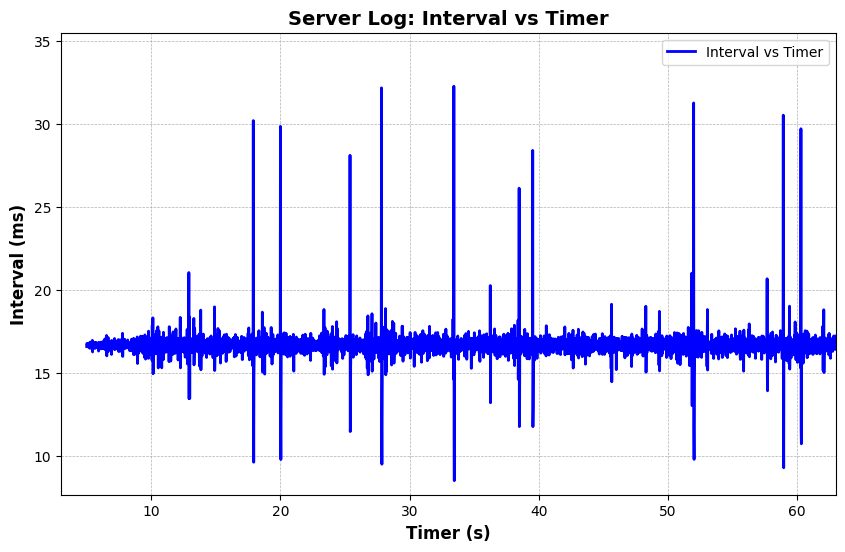 Server Log: Interval vs Timer
Interval vs Timer
Interval (ms)
35
30
25
20
15
10
10 20 30 40 50 60
Timer (s)